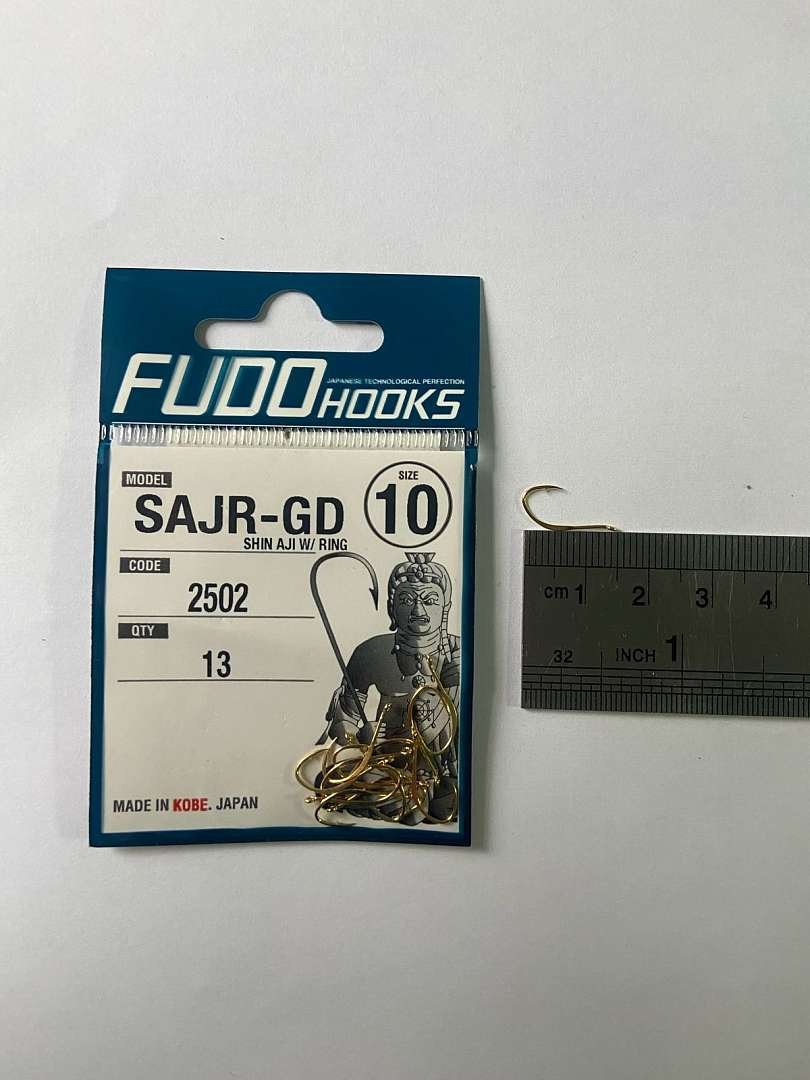 FUDO HOOKS
JAPANESE TECHNOLOGICAL PERFECTION
MODEL
SAJR-GD
SHIN AJI W/ RING
SIZE
10
CODE
2502
QTY
13
MADE IN KOBE. JAPAN
cm 1 2 3 4
32 INCH 1